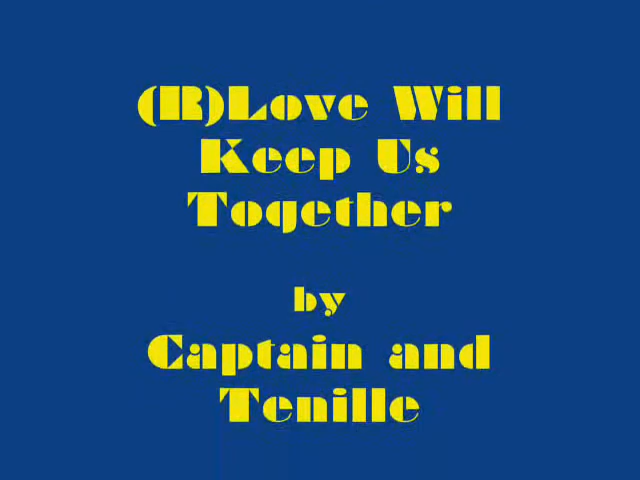 (R)Love Will
Keep Us
Together
by
Captain and
Tenille